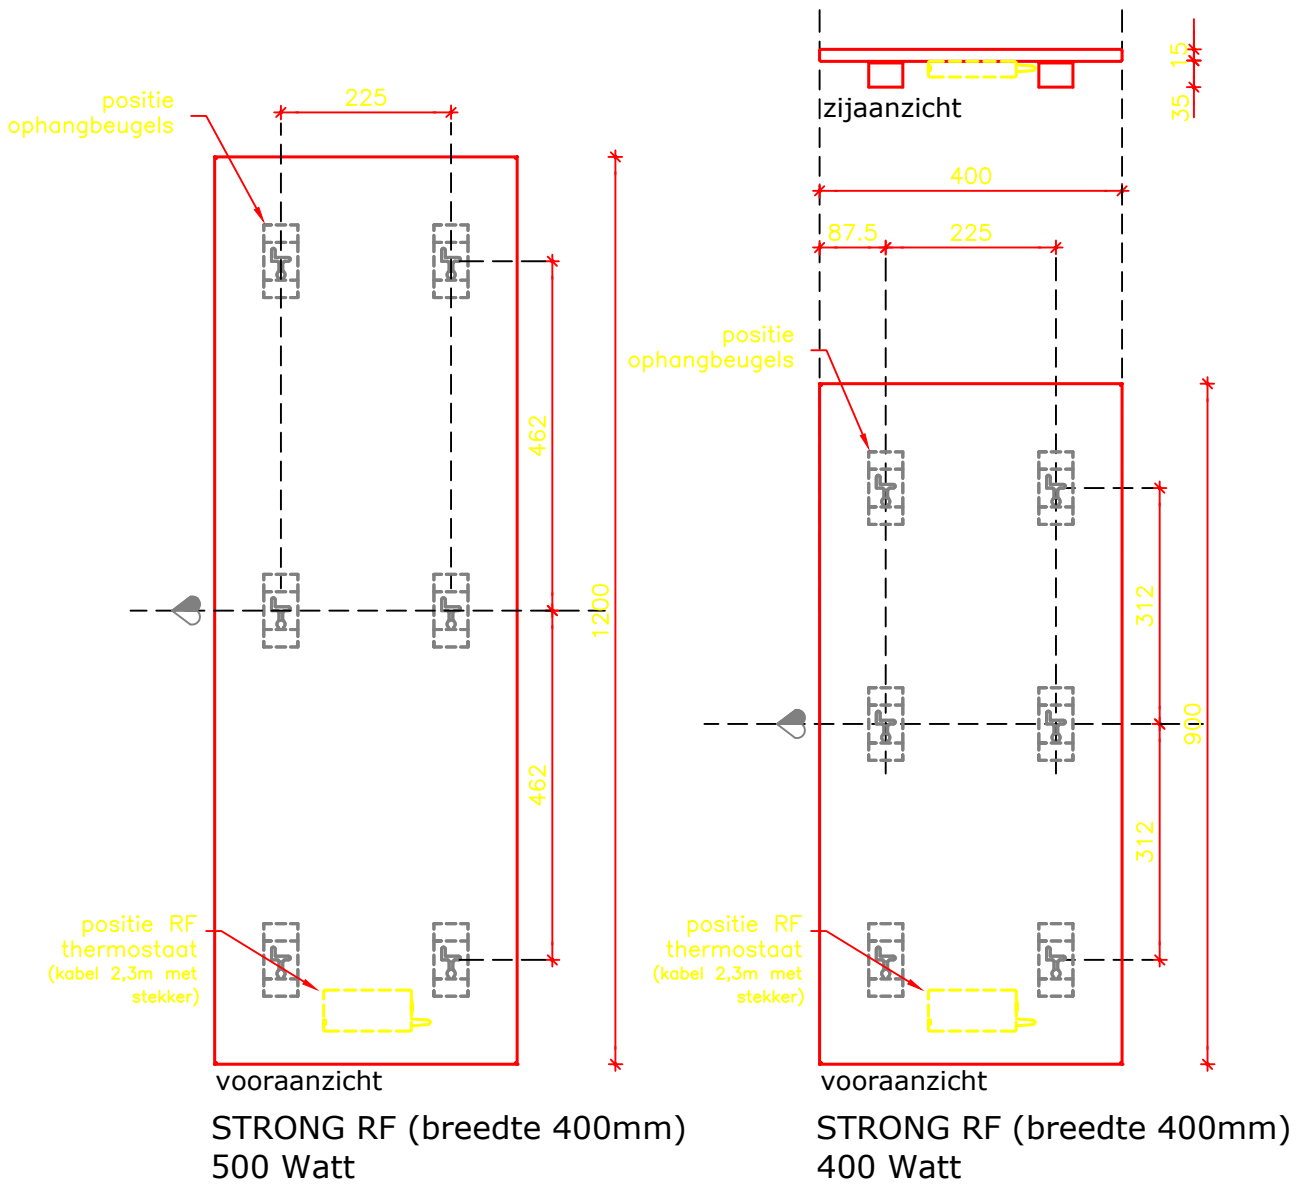 positie
ophangbeugels
225
462
1200
462
positie RF
thermostaat
(kabel 2,3m met
stekker)
vooraanzicht
STRONG RF (breedte 400mm)
500 Watt
15
35
zijaanzicht
400
87.5
225
positie
ophangbeugels
312
900
312
positie RF
thermostaat
(kabel 2,3m met
stekker)
vooraanzicht
STRONG RF (breedte 400mm)
400 Watt